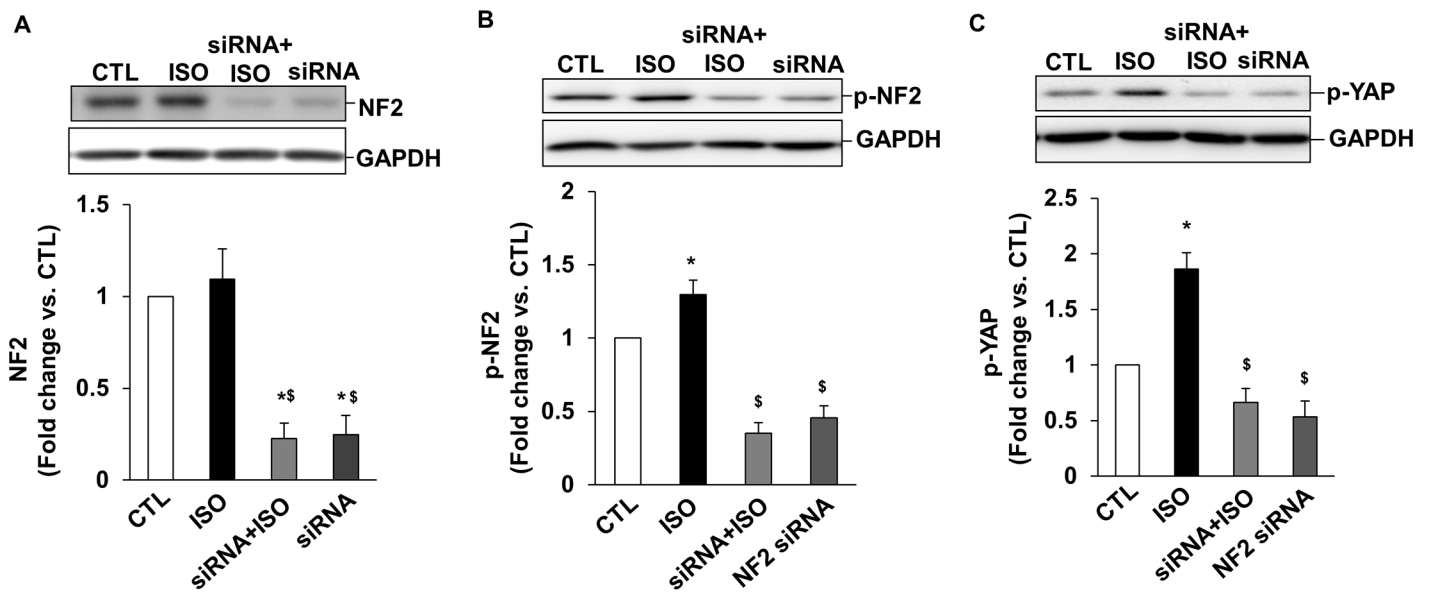 A
siRNA+
CTL ISO ISO siRNA
NF2
GAPDH
NF2
(Fold change vs. CTL)
1.5
1
0.5
0
*$
*$
CTL
ISO
siRNA+ISO
siRNA
B
siRNA+
CTL ISO ISO siRNA
p-NF2
GAPDH
p-NF2
(Fold change vs. CTL)
2
1.5
1
0.5
0
*
$
$
CTL
ISO
siRNA+ISO
NF2 siRNA
C
siRNA+
CTL ISO ISO siRNA
p-YAP
GAPDH
p-YAP
(Fold change vs. CTL)
2.5
2
1.5
1
0.5
0
*
$
$
CTL
ISO
siRNA+ISO
NF2 siRNA